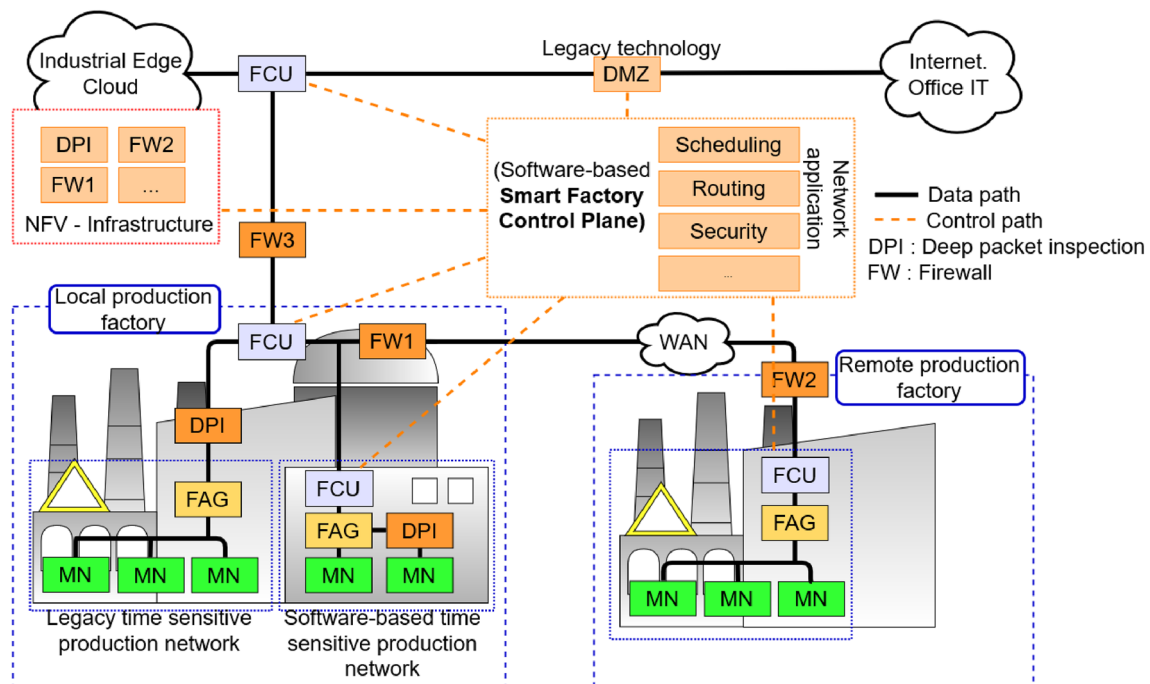 Industrial Edge
Cloud
FCU
Legacy technology
DMZ
Internet.
Office IT
DPI
FW2
FW1
...
NFV - Infrastructure
(Software-based
Smart Factory
Control Plane)
Scheduling
Routing
Security
...
Network
application
Data path
Control path
DPI : Deep packet inspection
FW : Firewall
FW3
Local production
factory
FCU
FW1
WAN
FW2
Remote production
factory
DPI
FAG
MN
MN
MN
FCU
FAG
DPI
MN
MN
FCU
FAG
MN
MN
MN
Legacy time sensitive
production network
Software-based time
sensitive production
network